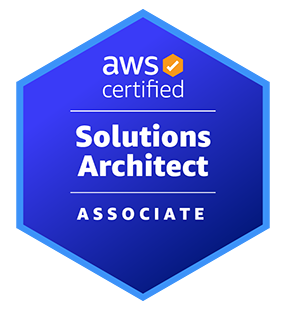 aws
certified
Solutions
Architect
ASSOCIATE